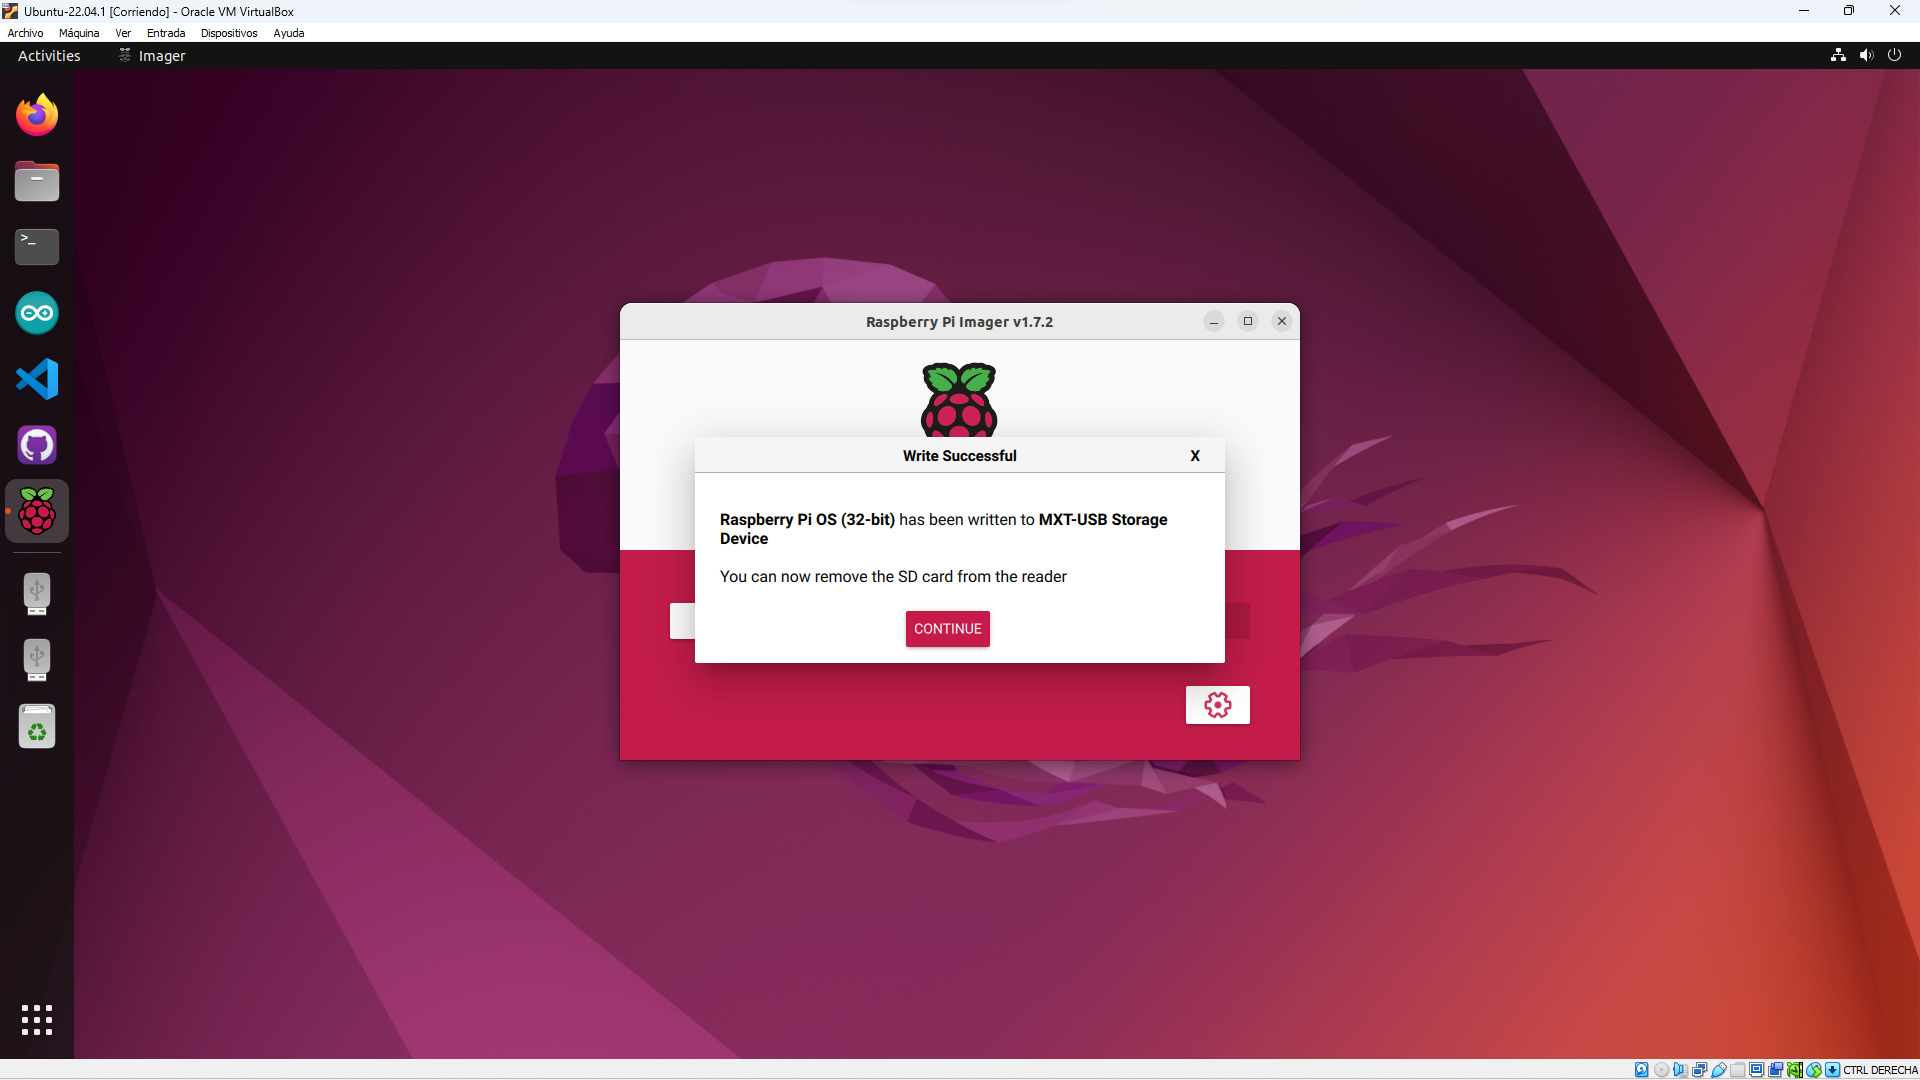 Ubuntu-22.04.1 [Corriendo] - Oracle VM VirtualBox
Archivo Máquina Ver Entrada Dispositivos Ayuda
Activities Imager
Raspberry Pi Imager v1.7.2
Write Successful X
Raspberry Pi OS (32-bit) has been written to MXT-USB Storage
Device
You can now remove the SD card from the reader
CONTINUE
CTRL DERECHA